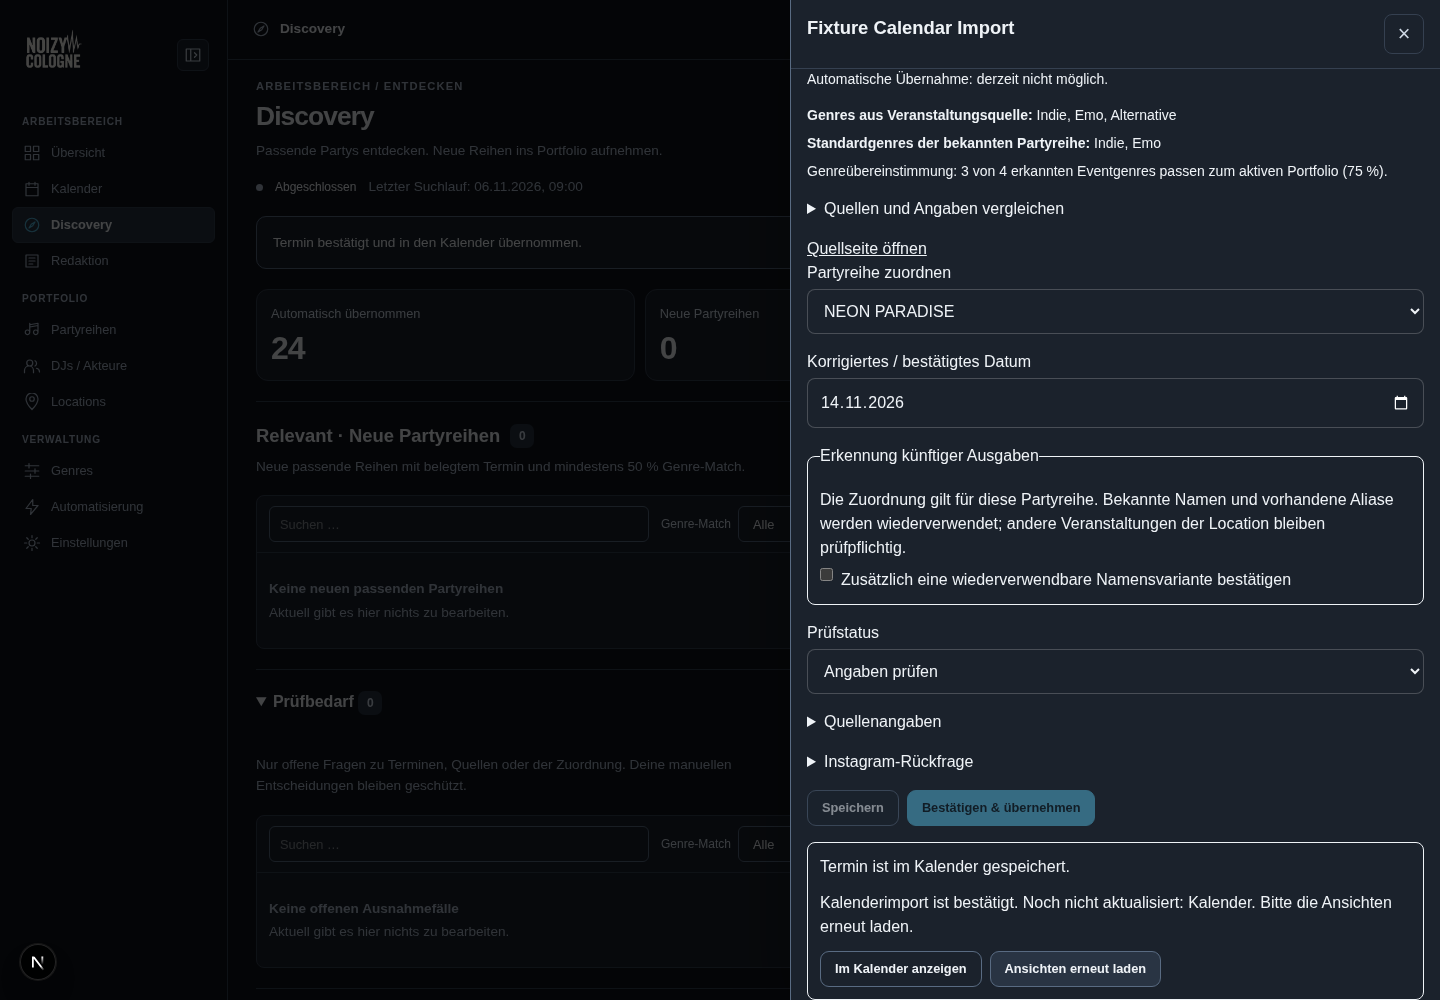 NOIZY
COLOGNE
ARBEITSBEREICH
Übersicht
Kalender
Discovery
Redaktion
PORTFOLIO
Partyreihen
DJs / Akteure
Locations
VERWALTUNG
Genres
Automatisierung
Einstellungen
N
Discovery
ARBEITSBEREICH / ENTDECKEN
Discovery
Passende Partys entdecken. Neue Reihen ins Portfolio aufnehmen.
Abgeschlossen Letzter Suchlauf: 06.11.2026, 09:00
Termin bestätigt und in den Kalender übernommen.
Automatisch übernommen
24
Neue Partyreihen
0
Relevant · Neue Partyreihen 0
Neue passende Reihen mit belegtem Termin und mindestens 50 % Genre-Match.
Suchen … Genre-Match Alle
Keine neuen passenden Partyreihen
Aktuell gibt es hier nichts zu bearbeiten.
Prüfbedarf 0
Nur offene Fragen zu Terminen, Quellen oder der Zuordnung. Deine manuellen
Entscheidungen bleiben geschützt.
Suchen … Genre-Match Alle
Keine offenen Ausnahmefälle
Aktuell gibt es hier nichts zu bearbeiten.
Fixture Calendar Import
×
Automatische Übernahme: derzeit nicht möglich.
Genres aus Veranstaltungsquelle: Indie, Emo, Alternative
Standardgenres der bekannten Partyreihe: Indie, Emo
Genreübereinstimmung: 3 von 4 erkannten Eventgenres passen zum aktiven Portfolio (75 %).
Quellen und Angaben vergleichen
Quellseite öffnen
Partyreihe zuordnen
NEON PARADISE
Korrigiertes / bestätigtes Datum
14.11.2026
Erkennung künftiger Ausgaben
Die Zuordnung gilt für diese Partyreihe. Bekannte Namen und vorhandene Aliase
werden wiederverwendet; andere Veranstaltungen der Location bleiben
prüfpflichtig.
Zusätzlich eine wiederverwendbare Namensvariante bestätigen
Prüfstatus
Angaben prüfen
Quellenangaben
Instagram-Rückfrage
Speichern Bestätigen & übernehmen
Termin ist im Kalender gespeichert.
Kalenderimport ist bestätigt. Noch nicht aktualisiert: Kalender. Bitte die Ansichten
erneut laden.
Im Kalender anzeigen Ansichten erneut laden